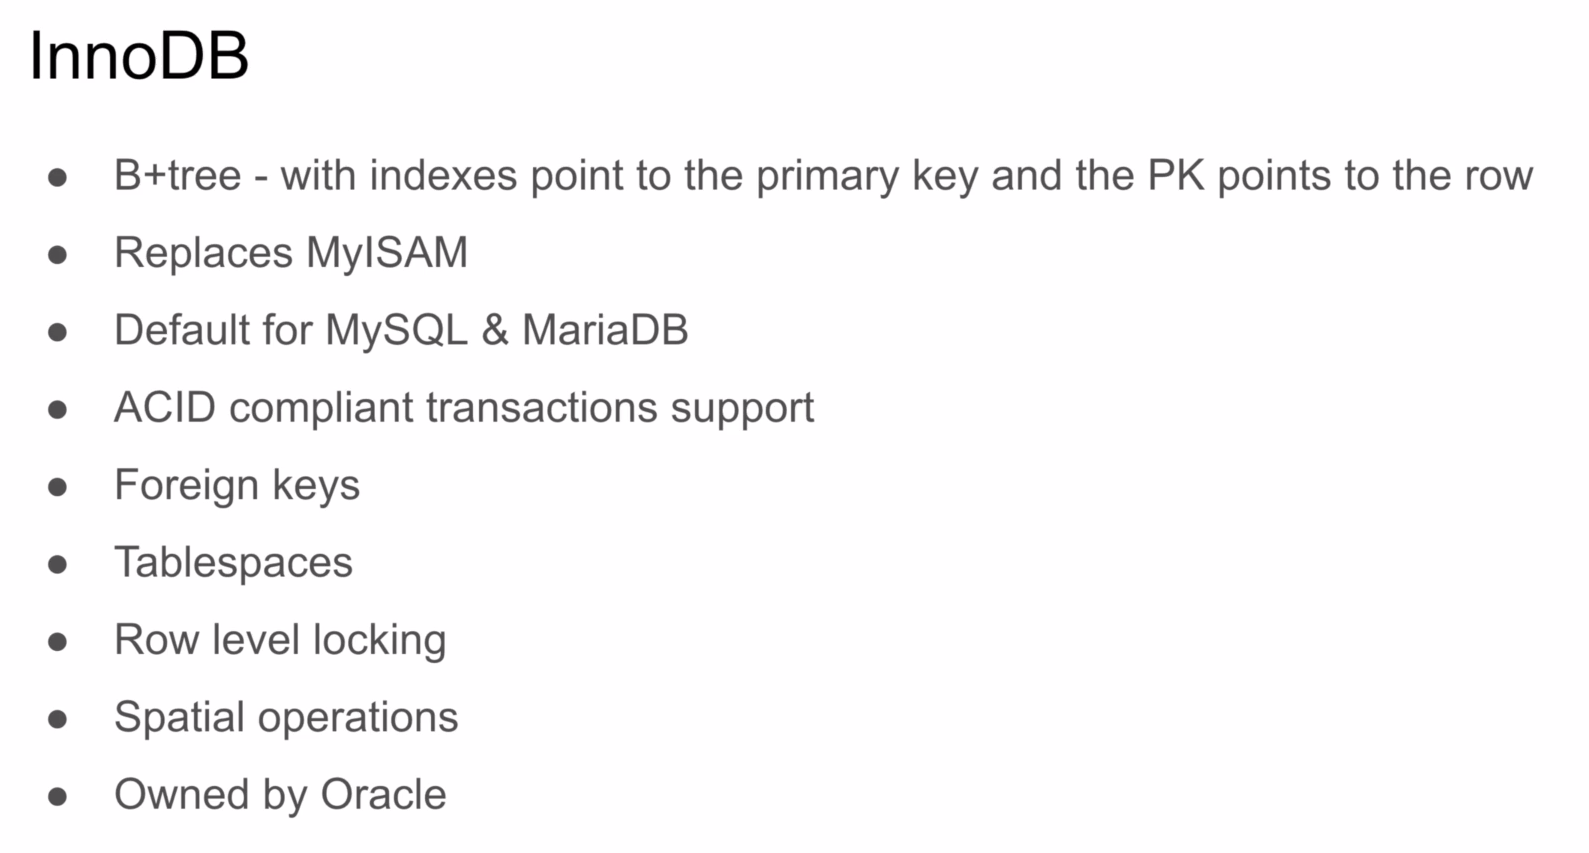 InnoDB
● B+tree - with indexes point to the primary key and the PK points to the row
● Replaces MyISAM
● Default for MySQL & MariaDB
● ACID compliant transactions support
● Foreign keys
● Tablespaces
● Row level locking
● Spatial operations
● Owned by Oracle